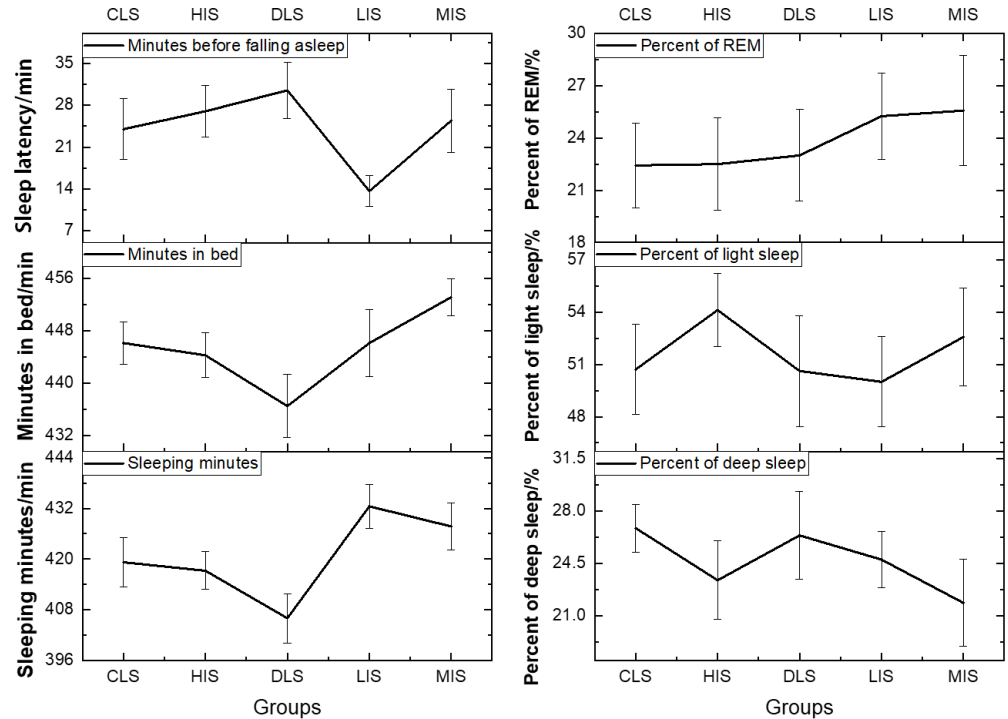 CLS HIS DLS LIS MIS
Minutes before falling asleep
Sleep latency/min
35
28
21
14
7
Minutes in bed
Minutes in bed/min
456
448
440
432
Sleeping minutes
Sleeping minutes/min
444
432
420
408
396
CLS HIS DLS LIS MIS
Groups
CLS HIS DLS LIS MIS
Percent of REM
Percent of REM/%
30
27
24
21
18
Percent of light sleep
Percent of light sleep/%
57
54
51
48
Percent of deep sleep
Percent of deep sleep/%
31.5
28.0
24.5
21.0
CLS HIS DLS LIS MIS
Groups